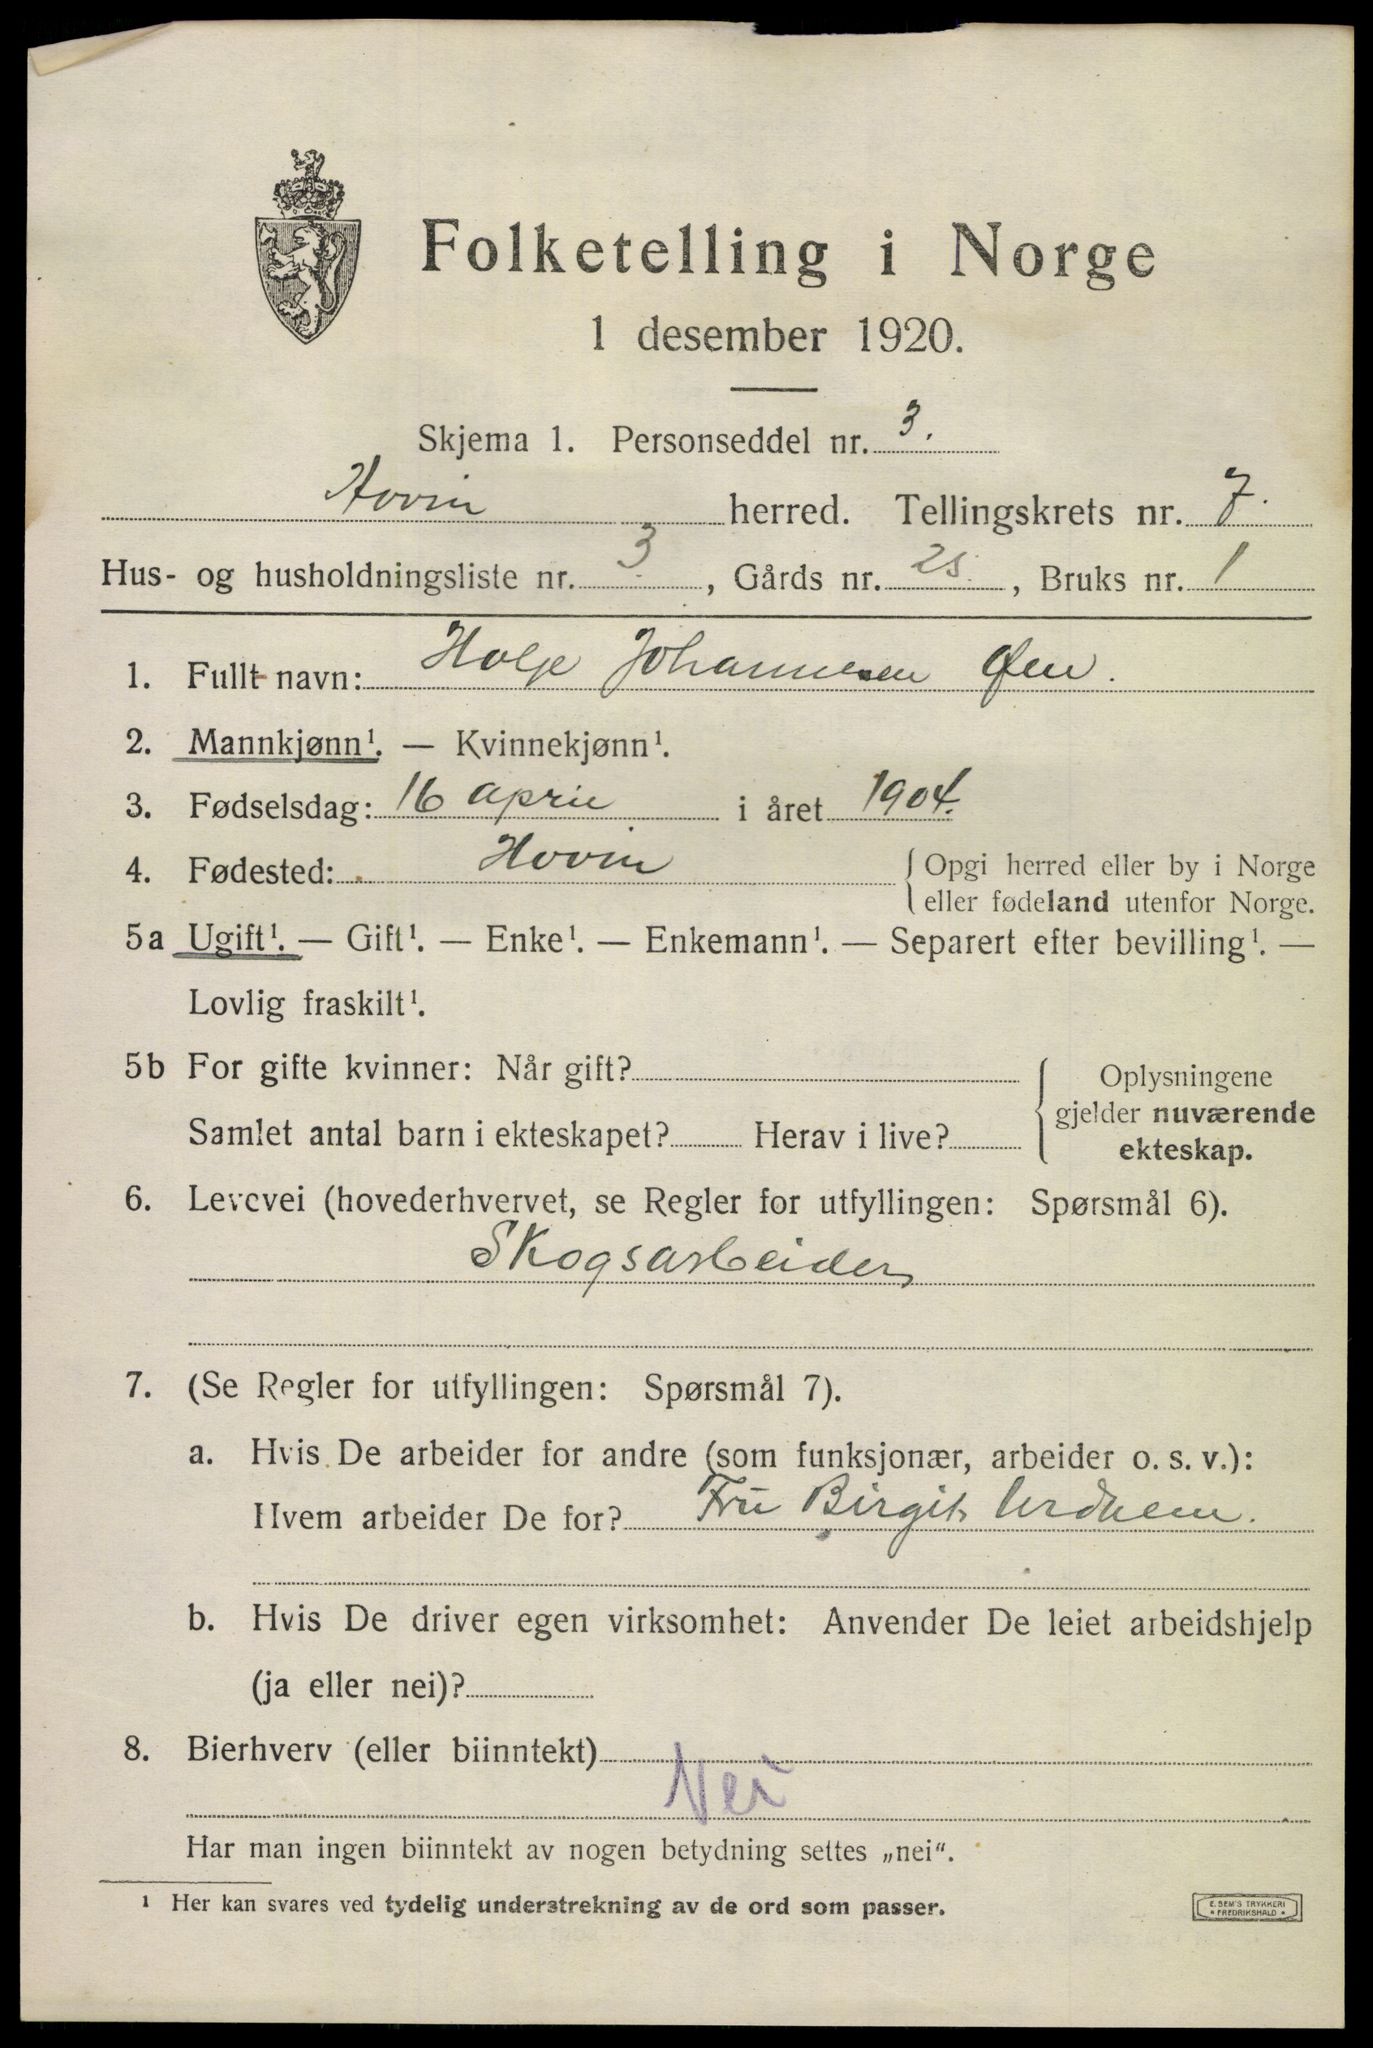 Folketelling i Norge
1 desember 1920.
Skjema 1. Personseddel nr. 3.
Hovin herred. Tellingskrets nr. 7.
Hus- og husholdningsliste nr. 3, Gårds nr. 25, Bruks nr. 1
1. Fullt navn: Holje Johannesen Øen.
2. Mannkjønn¹. — Kvinnekjønn¹.
3. Fødselsdag: 16 april i året 1904.
4. Fødested: Hovin { Opgi herred eller by i Norge
eller fødeland utenfor Norge.
5a Ugift¹. — Gift¹. — Enke¹. — Enkemann¹. — Separert efter bevilling¹. —
Lovlig fraskilt¹.
5b For gifte kvinner: Når gift? { Oplysningene
gjelder nuværende
Samlet antal barn i ekteskapet? Herav i live?
ekteskap.
6. Levevei (hovederhvervet, se Regler for utfyllingen: Spørsmål 6).
Skogsarbeider
7. (Se Regler for utfyllingen: Spørsmål 7).
a. Hvis De arbeider for andre (som funksjonær, arbeider o. s. v.):
Hvem arbeider De for? Fru Birgit
b. Hvis De driver egen virksomhet: Anvender De leiet arbeidshjelp
(ja eller nei)?
8. Bierhverv (eller biinntekt)
Nei
Har man ingen biinntekt av nogen betydning settes „nei“.
¹ Her kan svares ved tydelig understrekning av de ord som passer.
E. SEM'S TRYKKERI
* FREDRIKSHALD *